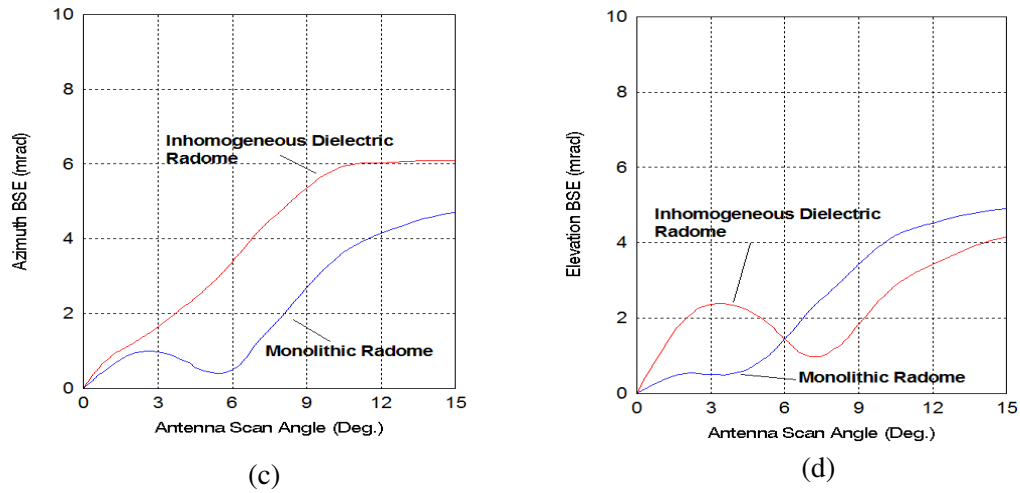 10
8
6
4
2
0
Azimuth BSE (mrad)
Inhomogeneous Dielectric
Radome
Monolithic Radome
0 3 6 9 12 15
Antenna Scan Angle (Deg.)
(c)
10
8
6
4
2
0
Elevation BSE (mrad)
Inhomogeneous Dielectric
Radome
Monolithic Radome
0 3 6 9 12 15
Antenna Scan Angle (Deg.)
(d)